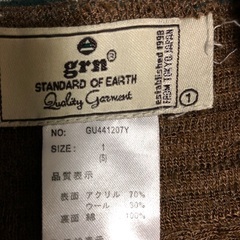 grn®
STANDARD OF EARTH
Quality Garment
established 1998
FROM TOKYO JAPAN
1
NO: GU441207Y
SIZE: 1
(S)
品質表示
表面 アクリル 70%
ウール 30%
裏面 綿 100%